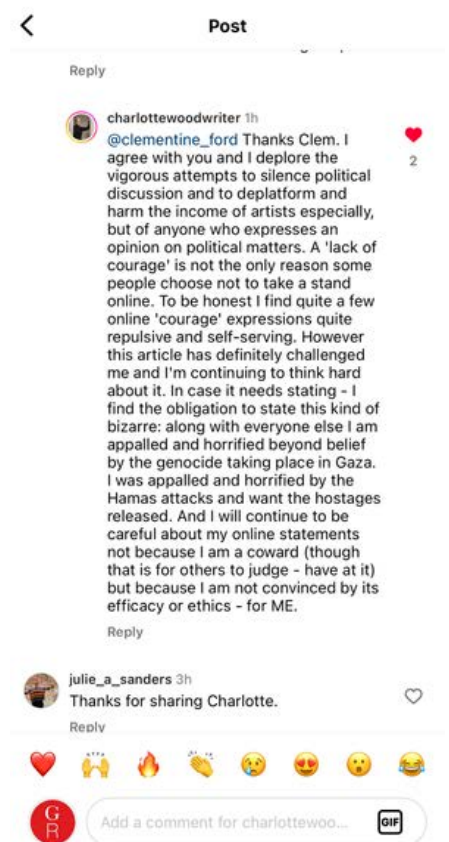 Post
Reply
charlottewoodwriter 1h
@clementine_ford Thanks Clem. I
agree with you and I deplore the
vigorous attempts to silence political
discussion and to deplatform and
harm the income of artists especially,
but of anyone who expresses an
opinion on political matters. A 'lack of
courage' is not the only reason some
people choose not to take a stand
online. To be honest I find quite a few
online 'courage' expressions quite
repulsive and self-serving. However
this article has definitely challenged
me and I'm continuing to think hard
about it. In case it needs stating - I
find the obligation to state this kind of
bizarre: along with everyone else I am
appalled and horrified beyond belief
by the genocide taking place in Gaza.
I was appalled and horrified by the
Hamas attacks and want the hostages
released. And I will continue to be
careful about my online statements
not because I am a coward (though
that is for others to judge - have at it)
but because I am not convinced by its
efficacy or ethics - for ME.
2
Reply
julie_a_sanders 3h
Thanks for sharing Charlotte.
Reply
G
R
Add a comment for charlottewoo...
GIF